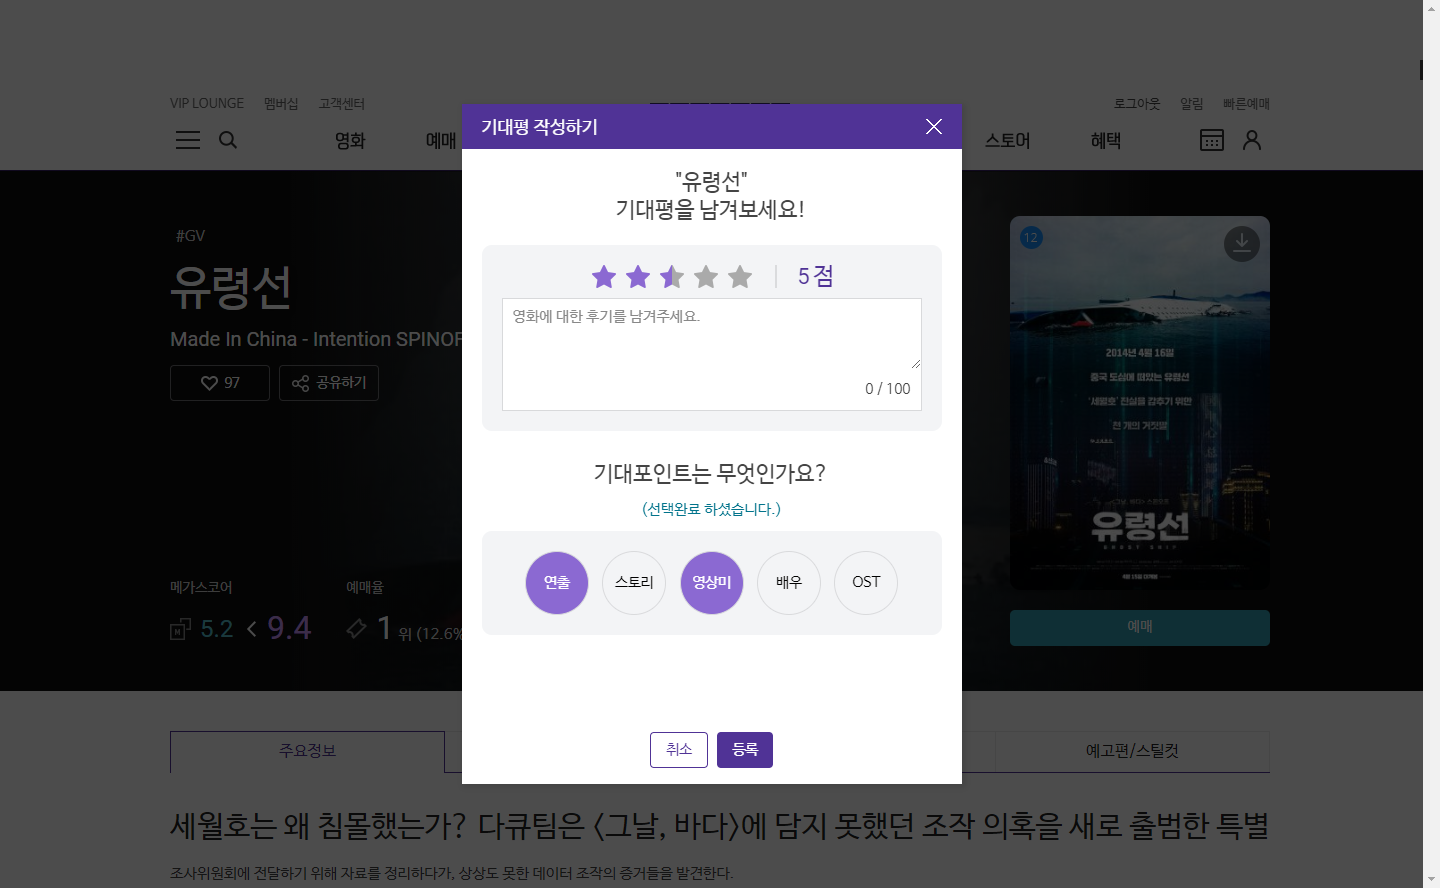 VIP LOUNGE 멤버십 고객센터
로그아웃 알림 빠른예매
영화 예매
스토어 혜택
기대평 작성하기
"유령선"
기대평을 남겨보세요!
5 점
영화에 대한 후기를 남겨주세요.
0 / 100
기대포인트는 무엇인가요?
(선택완료 하셨습니다.)
연출 스토리 영상미 배우 OST
취소 등록
#GV
유령선
Made In China - Intention SPINOF
97 공유하기
메가스코어 예매율
5.2 < 9.4 1 위 (12.6%
12
2014년 4월 16일
중국 도심에 떠있는 유령선
'세월호' 진실을 감추기 위한
천 개의 거짓말
유령선
GHOST SHIP
예매
주요정보
예고편/스틸컷
세월호는 왜 침몰했는가? 다큐팀은 <그날, 바다>에 담지 못했던 조작 의혹을 새로 출범한 특별
조사위원회에 전달하기 위해 자료를 정리하다가, 상상도 못한 데이터 조작의 증거들을 발견한다.